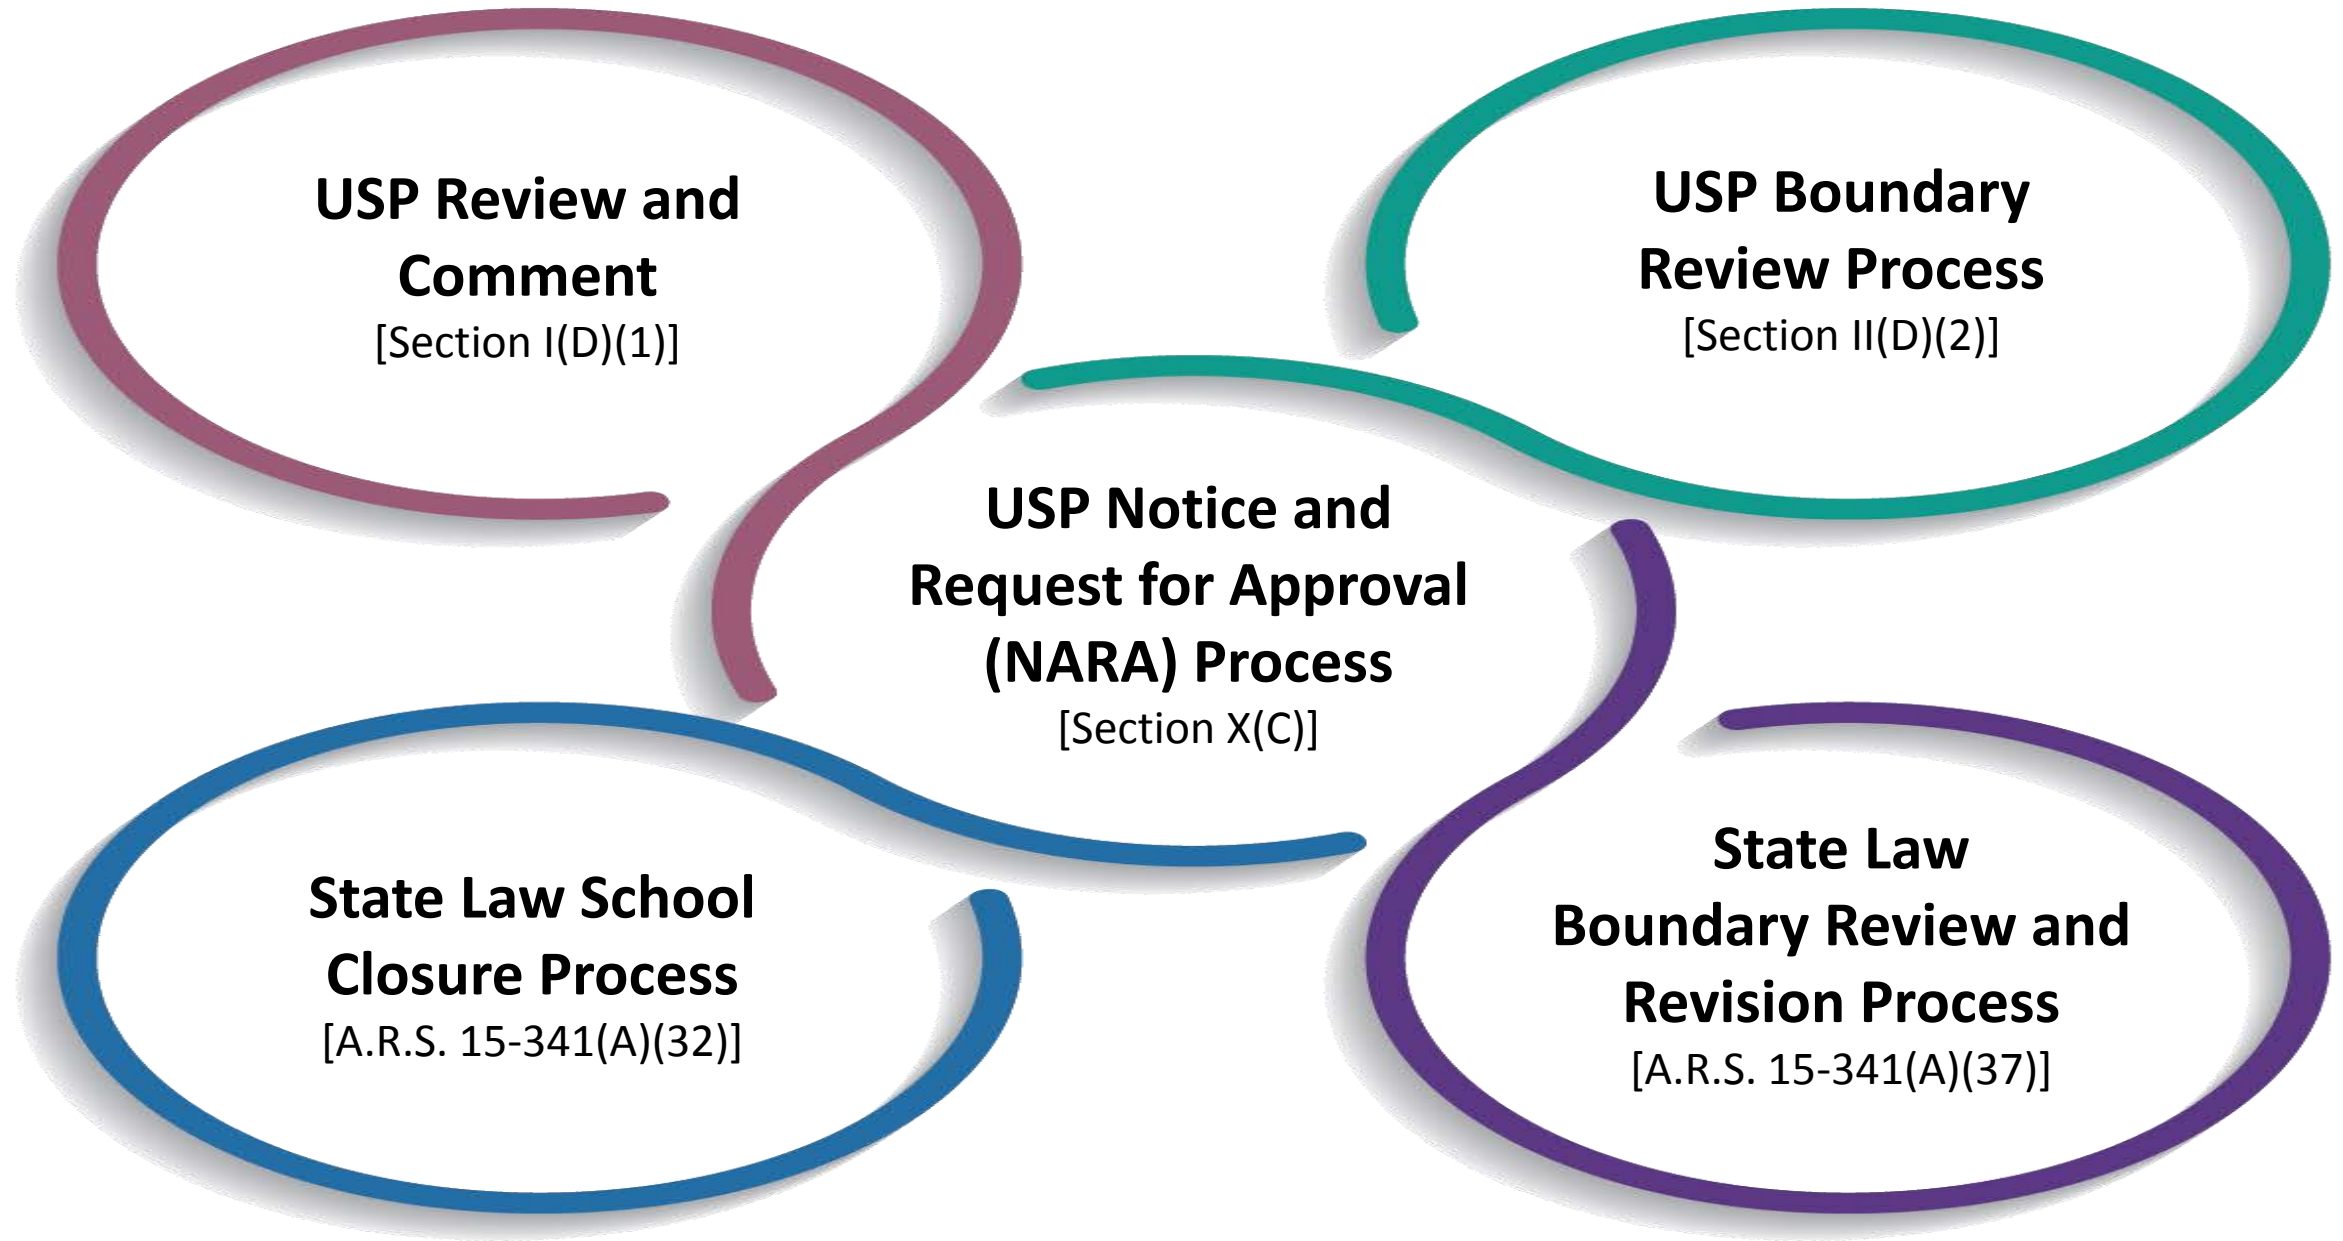 USP Review and
Comment
[Section I(D)(1)]
USP Boundary
Review Process
[Section II(D)(2)]
USP Notice and
Request for Approval
(NARA) Process
[Section X(C)]
State Law School
Closure Process
[A.R.S. 15-341(A)(32)]
State Law
Boundary Review and
Revision Process
[A.R.S. 15-341(A)(37)]